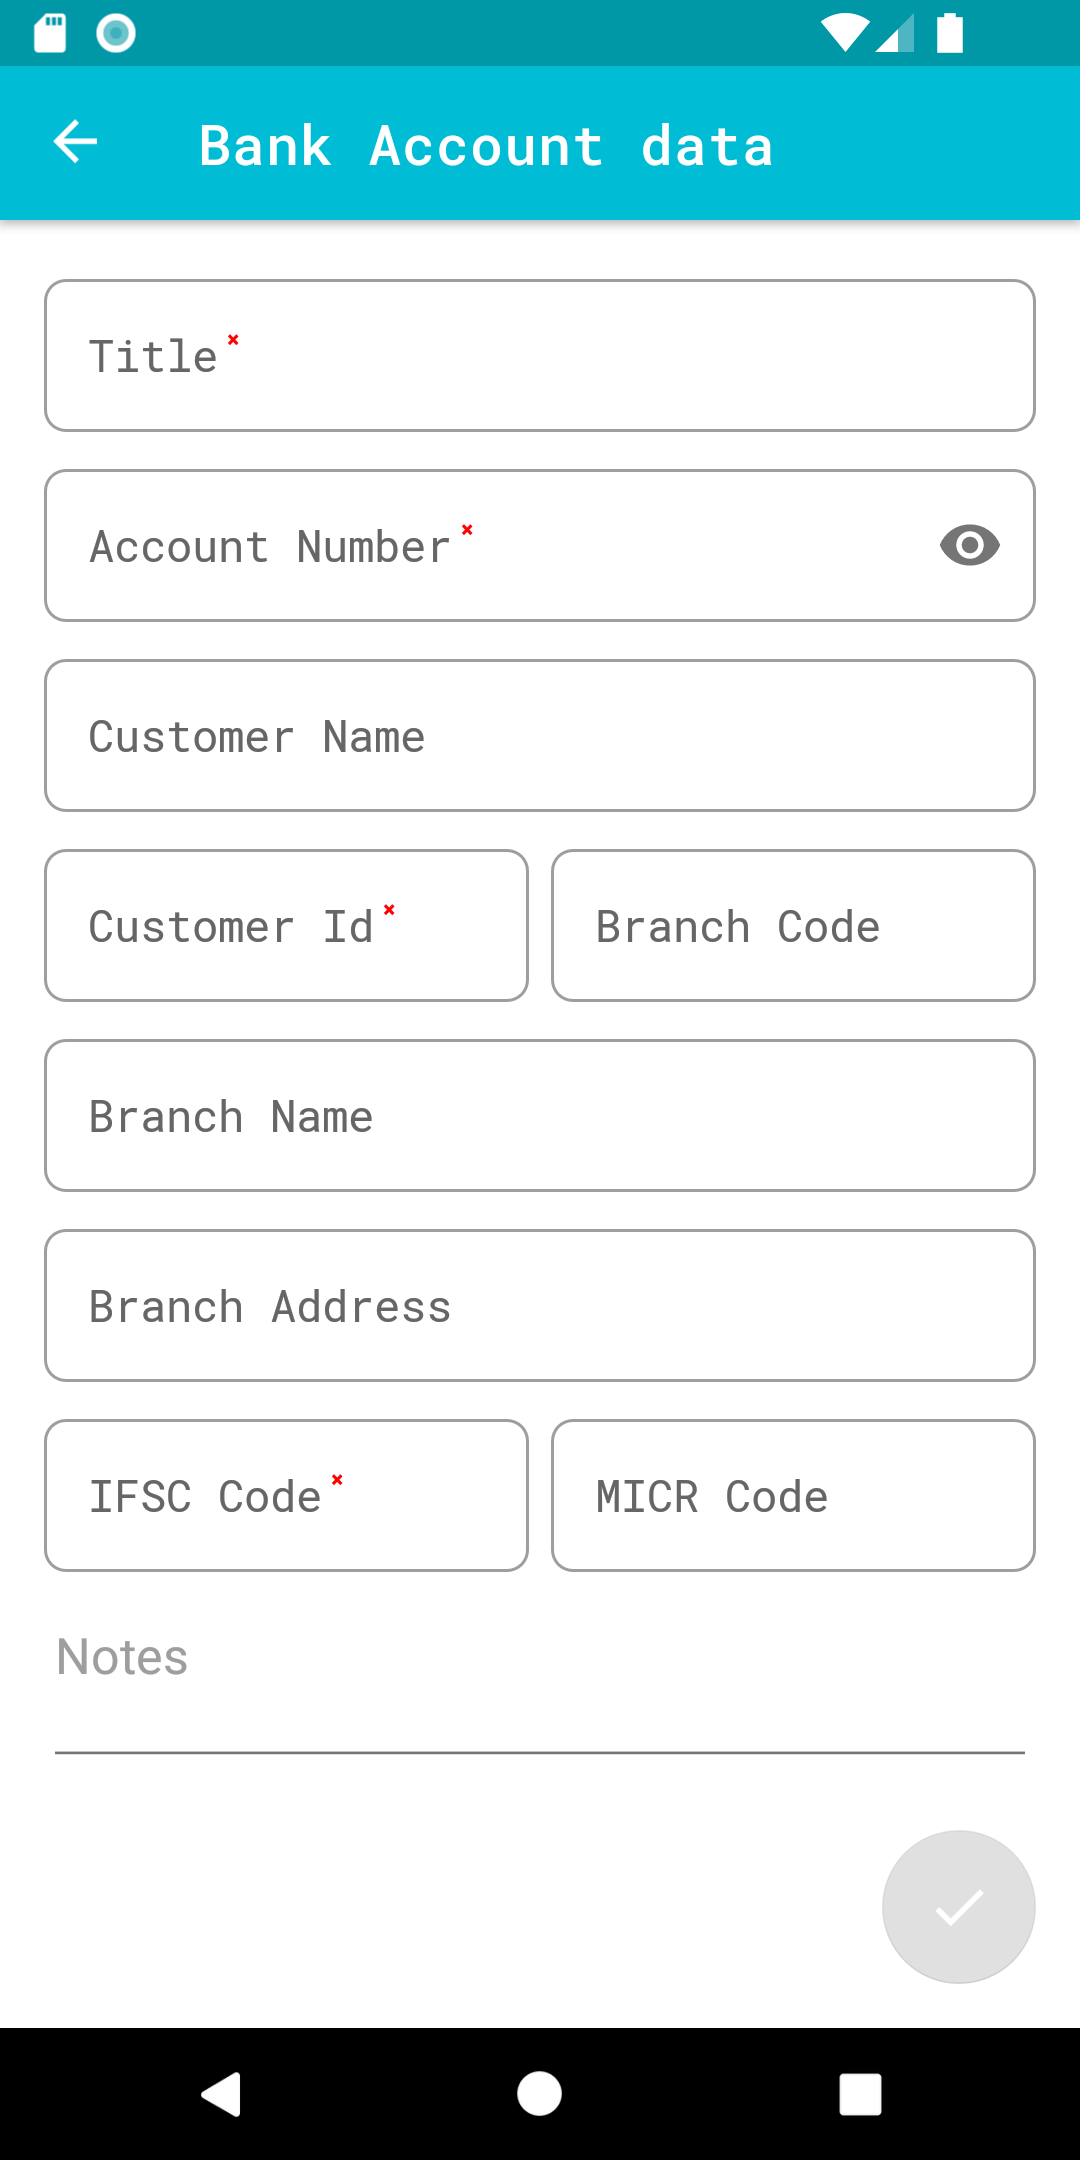 Bank Account data
Title*
Account Number*
Customer Name
Customer Id*
Branch Code
Branch Name
Branch Address
IFSC Code*
MICR Code
Notes